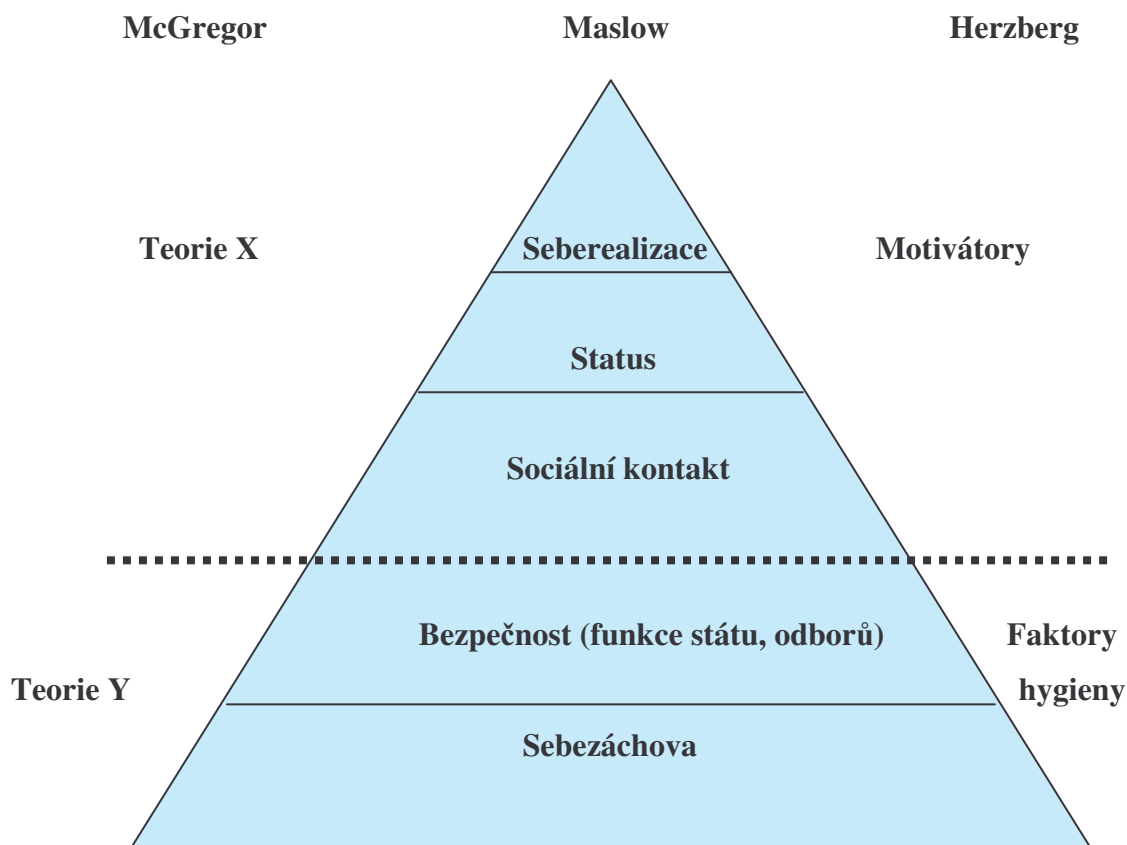 McGregor Maslow Herzberg
Teorie X Seberealizace Motivátory
Status
Sociální kontakt
Bezpečnost (funkce státu, odborů) Faktory
Teorie Y hygieny
Sebezáchova